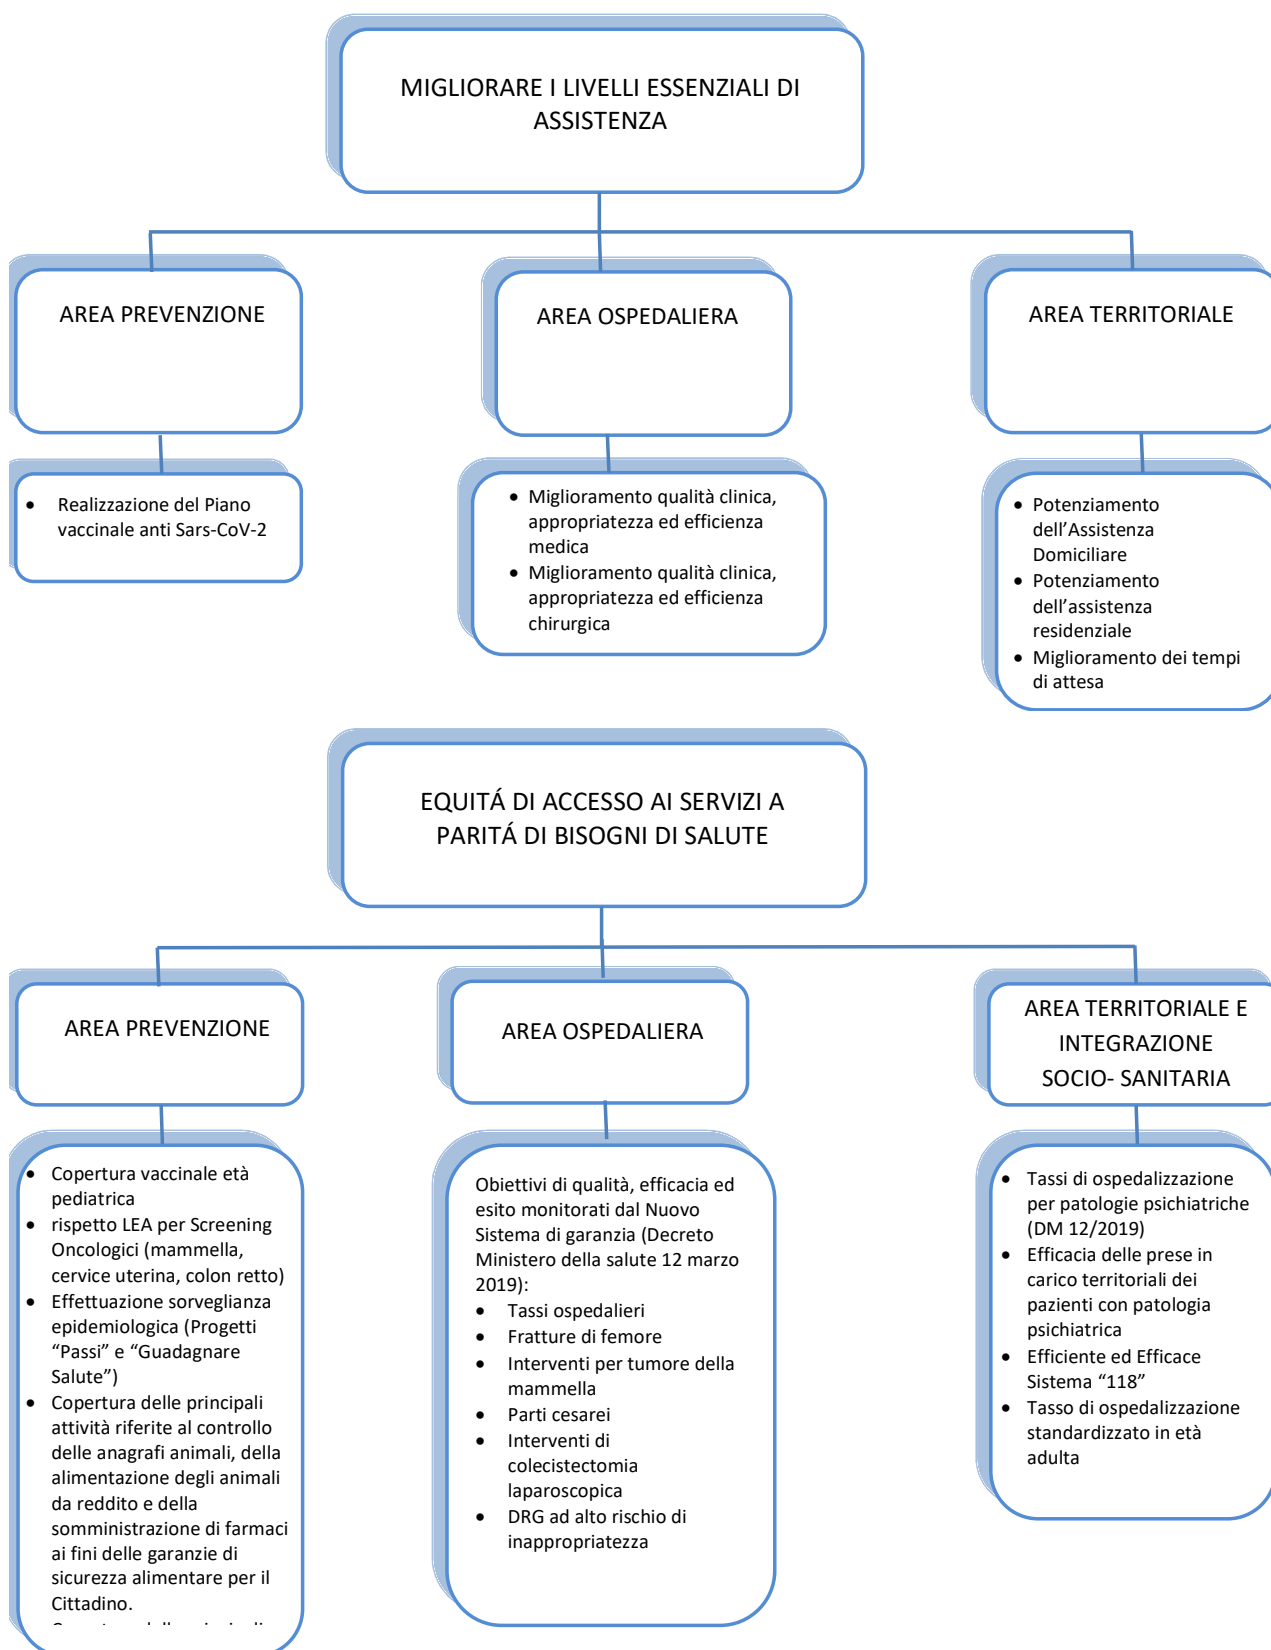 MIGLIORARE I LIVELLI ESSENZIALI DI
ASSISTENZA
AREA PREVENZIONE
AREA OSPEDALIERA
AREA TERRITORIALE
• Realizzazione del Piano
vaccinale anti Sars-CoV-2
• Miglioramento qualità clinica,
appropriatezza ed efficienza
medica
• Miglioramento qualità clinica,
appropriatezza ed efficienza
chirurgica
• Potenziamento
dell’Assistenza
Domiciliare
• Potenziamento
dell’assistenza
residenziale
• Miglioramento dei tempi
di attesa
EQUITÁ DI ACCESSO AI SERVIZI A
PARITÁ DI BISOGNI DI SALUTE
AREA PREVENZIONE
AREA OSPEDALIERA
AREA TERRITORIALE E
INTEGRAZIONE
SOCIO- SANITARIA
• Copertura vaccinale età
pediatrica
• rispetto LEA per Screening
Oncologici (mammella,
cervice uterina, colon retto)
• Effettuazione sorveglianza
epidemiologica (Progetti
“Passi” e “Guadagnare
Salute”)
• Copertura delle principali
attività riferite al controllo
delle anagrafi animali, della
alimentazione degli animali
da reddito e della
somministrazione di farmaci
ai fini delle garanzie di
sicurezza alimentare per il
Cittadino.
Obiettivi di qualità, efficacia ed
esito monitorati dal Nuovo
Sistema di garanzia (Decreto
Ministero della salute 12 marzo
2019):
• Tassi ospedalieri
• Fratture di femore
• Interventi per tumore della
mammella
• Parti cesarei
• Interventi di
colecistectomia
laparoscopica
• DRG ad alto rischio di
inappropriatezza
• Tassi di ospedalizzazione
per patologie psichiatriche
(DM 12/2019)
• Efficacia delle prese in
carico territoriali dei
pazienti con patologia
psichiatrica
• Efficiente ed Efficace
Sistema “118”
• Tasso di ospedalizzazione
standardizzato in età
adulta